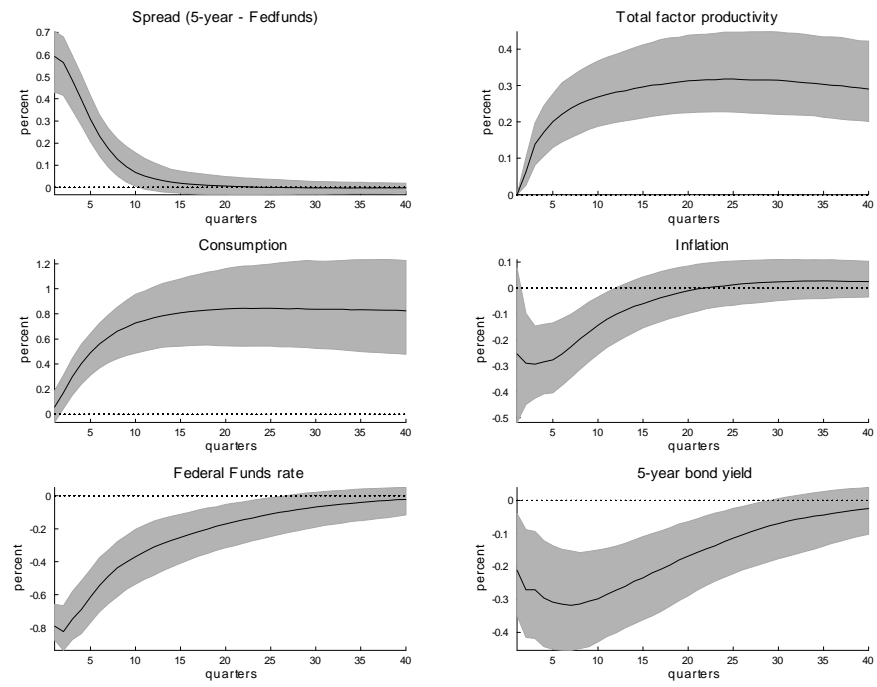 Spread (5-year - Fedfunds)
0.7
0.6
0.5
0.4
0.3
0.2
0.1
0
percent
5 10 15 20 25 30 35 40
quarters
Total factor productivity
0.4
0.3
0.2
0.1
0
percent
5 10 15 20 25 30 35 40
quarters
Consumption
1.2
1
0.8
0.6
0.4
0.2
0
percent
5 10 15 20 25 30 35 40
quarters
Inflation
0.1
0
-0.1
-0.2
-0.3
-0.4
-0.5
percent
5 10 15 20 25 30 35 40
quarters
Federal Funds rate
0
-0.2
-0.4
-0.6
-0.8
percent
5 10 15 20 25 30 35 40
quarters
5-year bond yield
0
-0.1
-0.2
-0.3
-0.4
percent
5 10 15 20 25 30 35 40
quarters